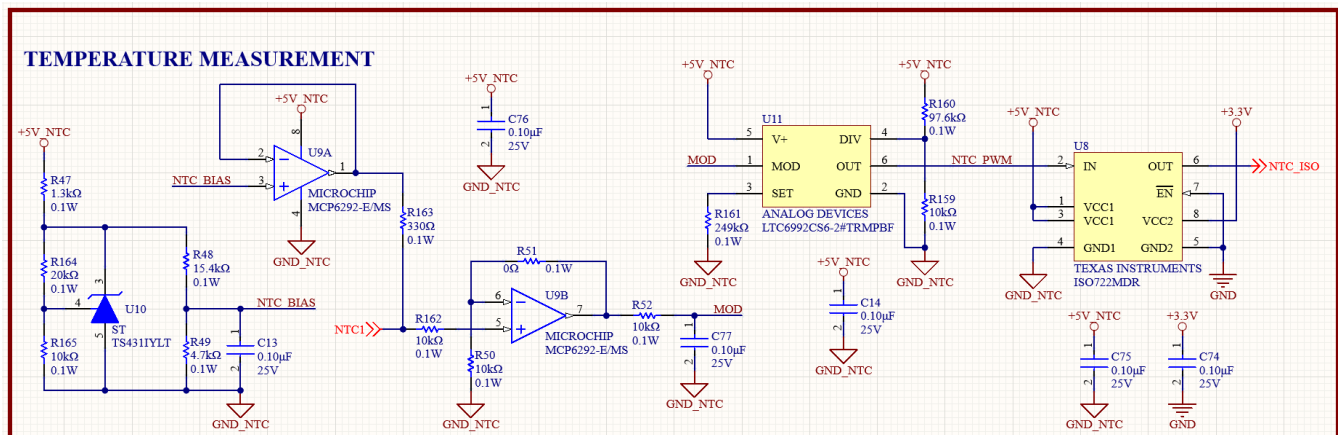 TEMPERATURE MEASUREMENT
+5V_NTC
R47
1.3kΩ
0.1W
R164
20kΩ
0.1W
R165
10kΩ
0.1W
3
4
5
U10
ST
TS431IYLT
R48
15.4kΩ
0.1W
NTC_BIAS
R49
4.7kΩ
0.1W
1
2
C13
0.10µF
25V
GND_NTC
NTC_BIAS
+5V_NTC
8
U9A
2
3
1
4
MICROCHIP
MCP6292-E/MS
GND_NTC
R163
330Ω
0.1W
+5V_NTC
1
2
C76
0.10µF
25V
GND_NTC
NTC1
R162
10kΩ
0.1W
R51
0Ω
0.1W
6
5
7
U9B
MICROCHIP
MCP6292-E/MS
R50
10kΩ
0.1W
GND_NTC
R52
10kΩ
0.1W
MOD
1
2
C77
0.10µF
25V
GND_NTC
+5V_NTC
MOD
U11
5
V+
DIV
4
1
MOD
OUT
6
3
SET
GND
2
ANALOG DEVICES
LTC6992CS6-2#TRMPBF
R161
249kΩ
0.1W
GND_NTC
+5V_NTC
R160
97.6kΩ
0.1W
R159
10kΩ
0.1W
GND_NTC
NTC_PWM
+5V_NTC
1
2
C14
0.10µF
25V
GND_NTC
+5V_NTC
+3.3V
U8
2
IN
OUT
6
NTC_ISO
EN
7
1
VCC1
3
VCC1
VCC2
8
4
GND1
GND2
5
TEXAS INSTRUMENTS
ISO722MDR
GND_NTC
GND
+5V_NTC
1
2
C75
0.10µF
25V
GND_NTC
+3.3V
1
2
C74
0.10µF
25V
GND